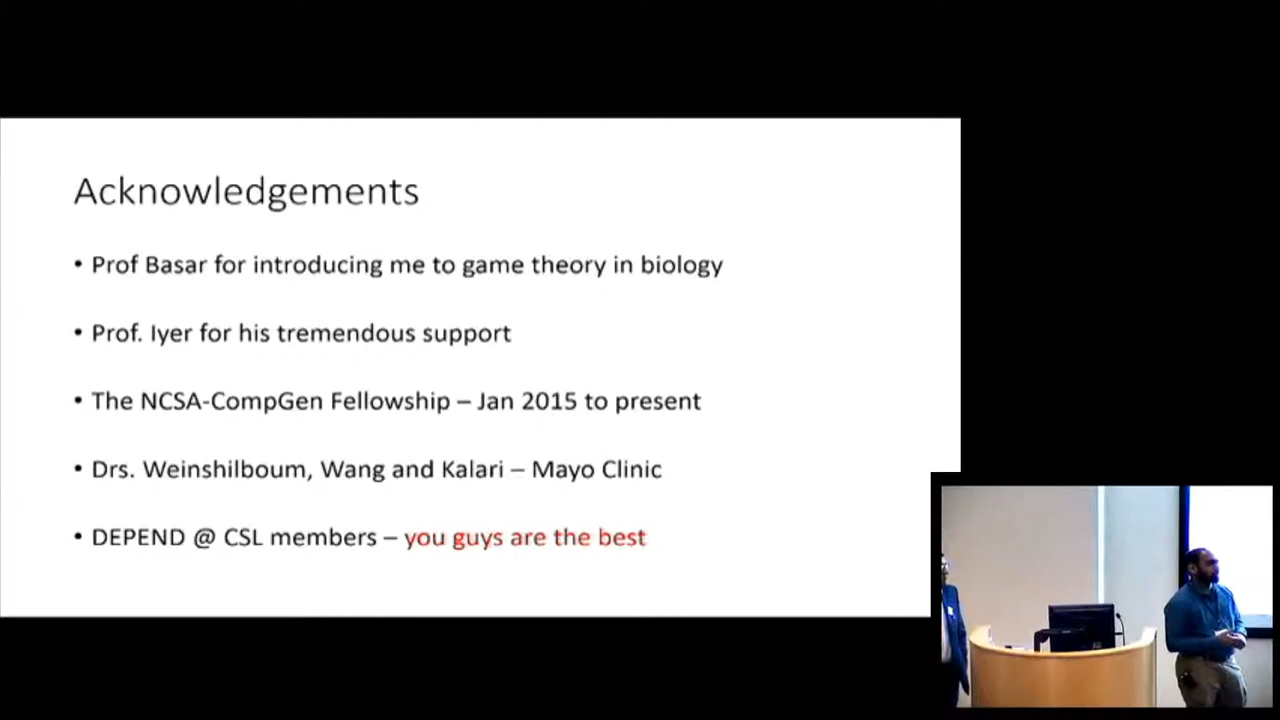 Acknowledgements
• Prof Basar for introducing me to game theory in biology
• Prof. Iyer for his tremendous support
• The NCSA-CompGen Fellowship – Jan 2015 to present
• Drs. Weinshilboum, Wang and Kalari – Mayo Clinic
• DEPEND @ CSL members – you guys are the best